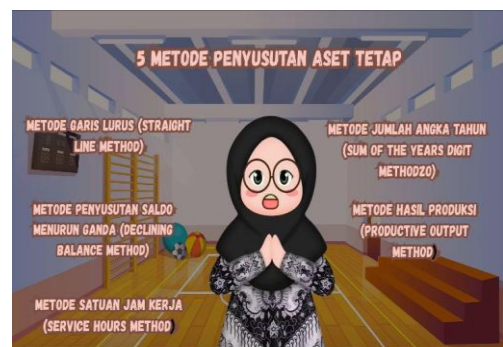 5 METODE PENYUSUTAN ASET TETAP
METODE GARIS LURUS (STRAIGHT
LINE METHOD)
METODE JUMLAH ANGKA TAHUN
(SUM OF THE YEARS DIGIT
METHODZO)
METODE PENYUSUTAN SALDO
MENURUN GANDA (DECLINING
BALANCE METHOD)
METODE HASIL PRODUKSI
(PRODUCTIVE OUTPUT
METHOD)
METODE SATUAN JAM KERJA
(SERVICE HOURS METHOD)